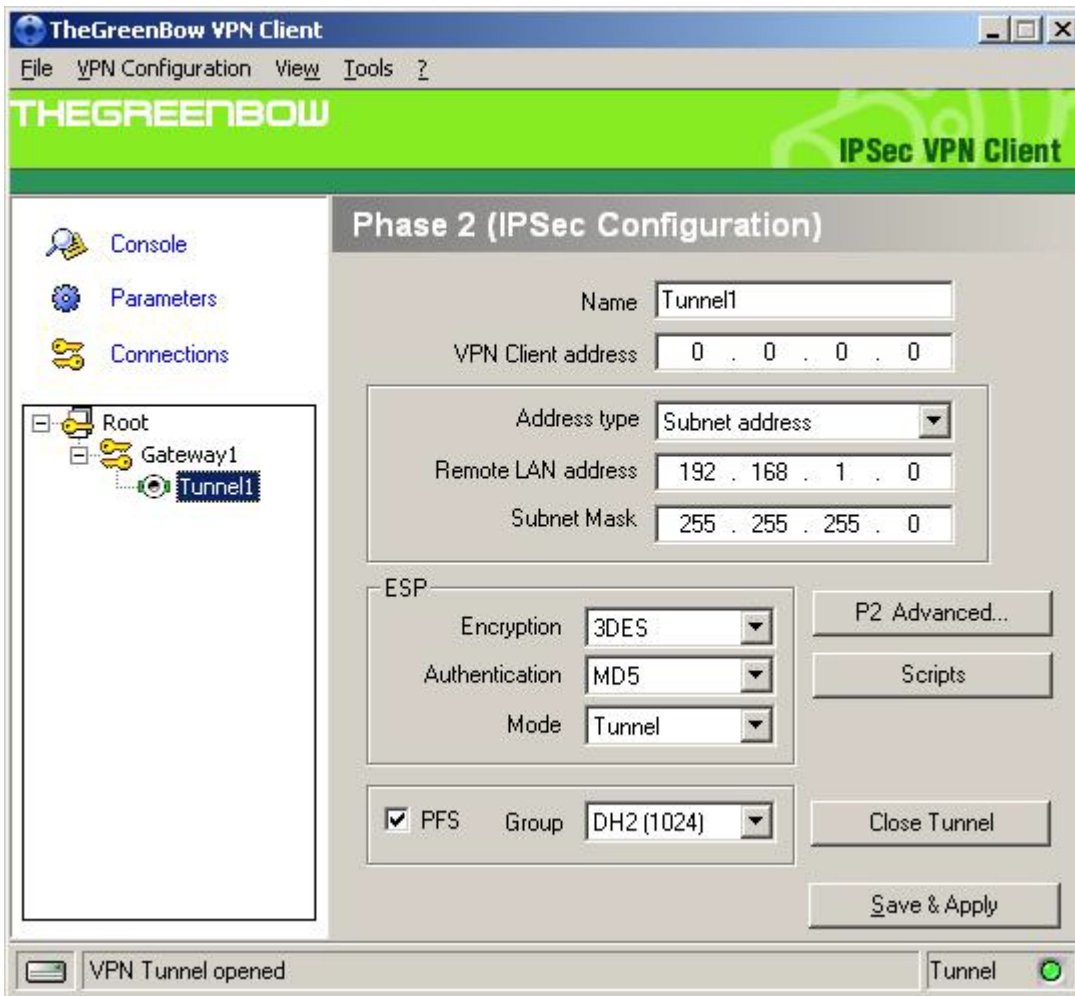 TheGreenBow VPN Client
File VPN Configuration View Tools ?
THEGREENBOW
IPSec VPN Client
Console
Parameters
Connections
Root
Gateway1
Tunnel1
Phase 2 (IPSec Configuration)
Name Tunnel1
VPN Client address 0 . 0 . 0 . 0
Address type Subnet address
Remote LAN address 192 . 168 . 1 . 0
Subnet Mask 255 . 255 . 255 . 0
ESP
Encryption 3DES
Authentication MD5
Mode Tunnel
P2 Advanced...
Scripts
PFS Group DH2 (1024)
Close Tunnel
Save & Apply
VPN Tunnel opened
Tunnel